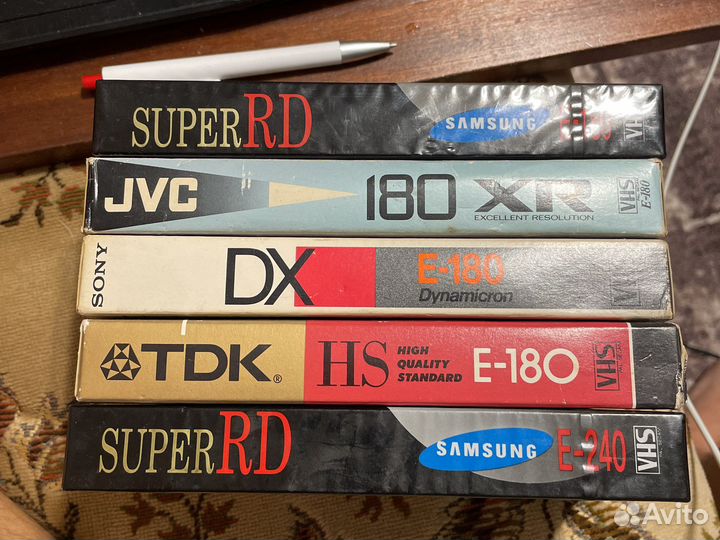 SUPER RD SAMSUNG VHS
JVC 180 XR VHS
EXCELLENT RESOLUTION E-180
SONY DX E-180 VHS
Dynamicron
TDK® HS HIGH QUALITY STANDARD E-180 VHS
SUPER RD SAMSUNG E-240 VHS
Avito